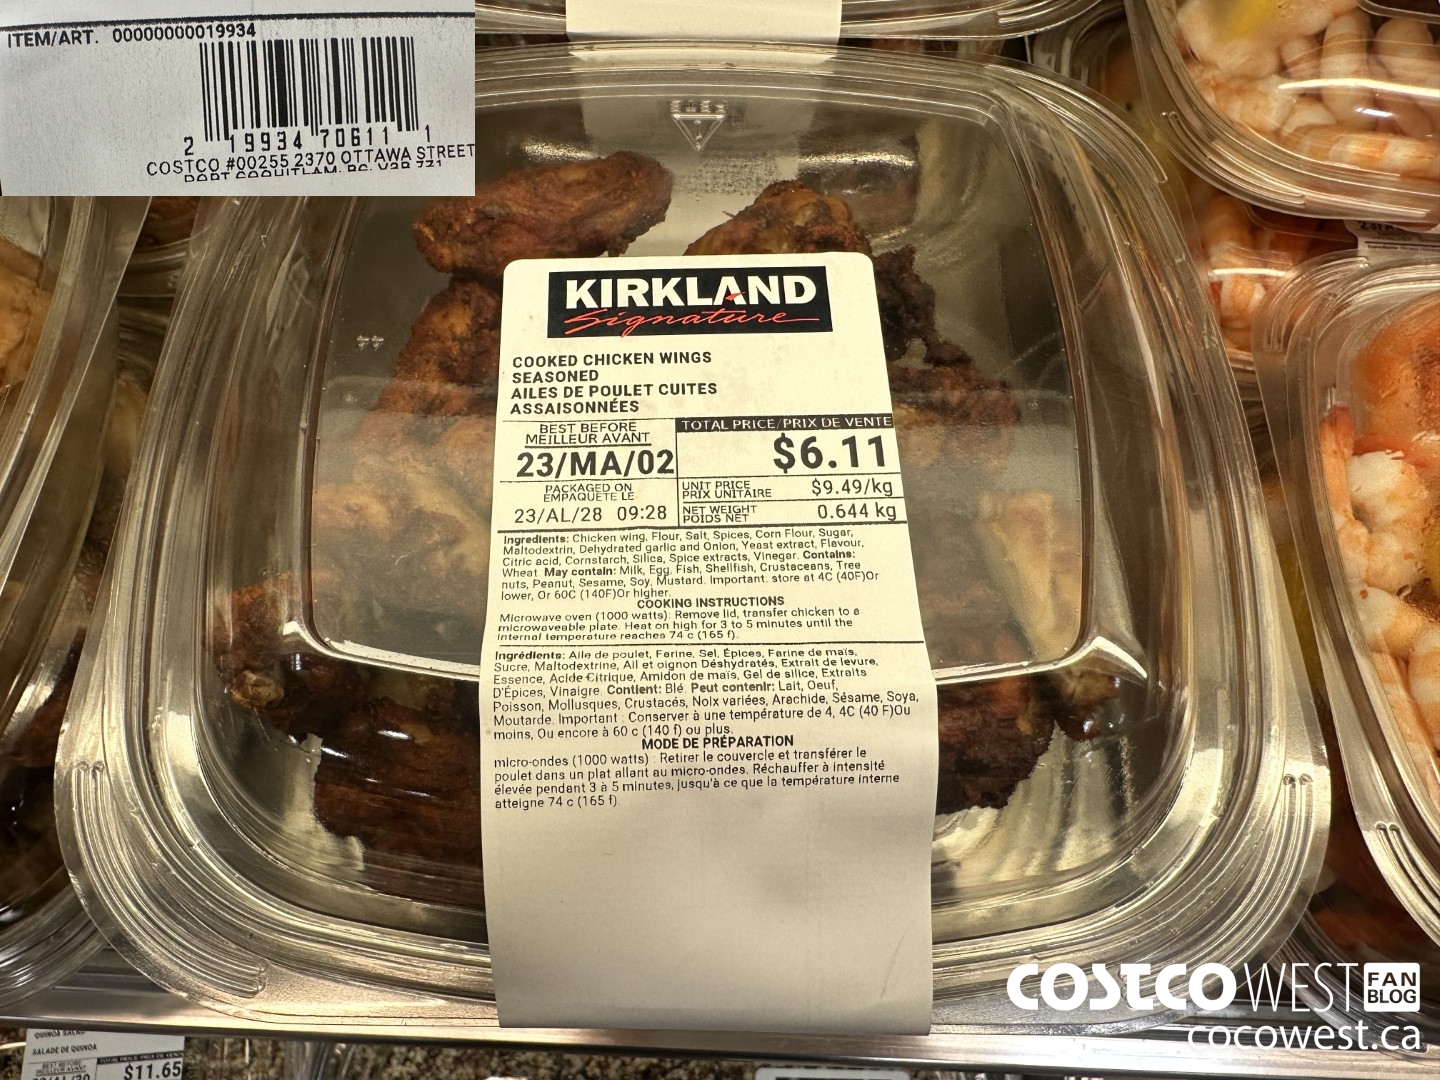 ITEM/ART. 00000000019934
2 19934 70611 1
COSTCO #00255 2370 OTTAWA STREET
PORT COQUITLAM, BC, V3B 7Z1
KIRKLAND
Signature
COOKED CHICKEN WINGS
SEASONED
AILES DE POULET CUITES
ASSAISONNÉES
BEST BEFORE
MEILLEUR AVANT
23/MA/02
TOTAL PRICE/PRIX DE VENTE
$6.11
PACKAGED ON
EMPAQUETÉ LE
23/AL/28 09:28
UNIT PRICE
PRIX UNITAIRE
$9.49/kg
NET WEIGHT
POIDS NET
0.644 kg
Ingredients: Chicken wing, Flour, Salt, Spices, Corn Flour, Sugar,
Maltodextrin, Dehydrated garlic and Onion, Yeast extract, Flavour,
Citric acid, Cornstarch, Silica, Spice extracts, Vinegar. Contains:
Wheat. May contain: Milk, Egg, Fish, Shellfish, Crustaceans, Tree
nuts, Peanut, Sesame, Soy, Mustard. Important: store at 4C (40F)Or
lower, Or 60C (140F)Or higher.
COOKING INSTRUCTIONS
Microwave oven (1000 watts): Remove lid, transfer chicken to a
microwaveable plate. Heat on high for 3 to 5 minutes until the
internal temperature reaches 74 c (165 f).
Ingrédients: Aile de poulet, Farine, Sel, Épices, Farine de maïs,
Sucre, Maltodextrine, Ail et oignon Déshydratés, Extrait de levure,
Essence, Acide Citrique, Amidon de maïs, Gel de silice, Extraits
D'Épices, Vinaigre. Contient: Blé. Peut contenir: Lait, Oeuf,
Poisson, Mollusques, Crustacés, Noix variées, Arachide, Sésame, Soya,
Moutarde. Important : Conserver à une température de 4, 4C (40 F)Ou
moins, Ou encore à 60 c (140 f) ou plus.
MODE DE PRÉPARATION
micro-ondes (1000 watts) : Retirer le couvercle et transférer le
poulet dans un plat allant au micro-ondes. Réchauffer à intensité
élevée pendant 3 à 5 minutes, jusqu'à ce que la température interne
atteigne 74 c (165 f)
QUINOA SALAD
SALADE DE QUINOA
$11.65
COSTCO WEST FAN
BLOG
cocowest.ca